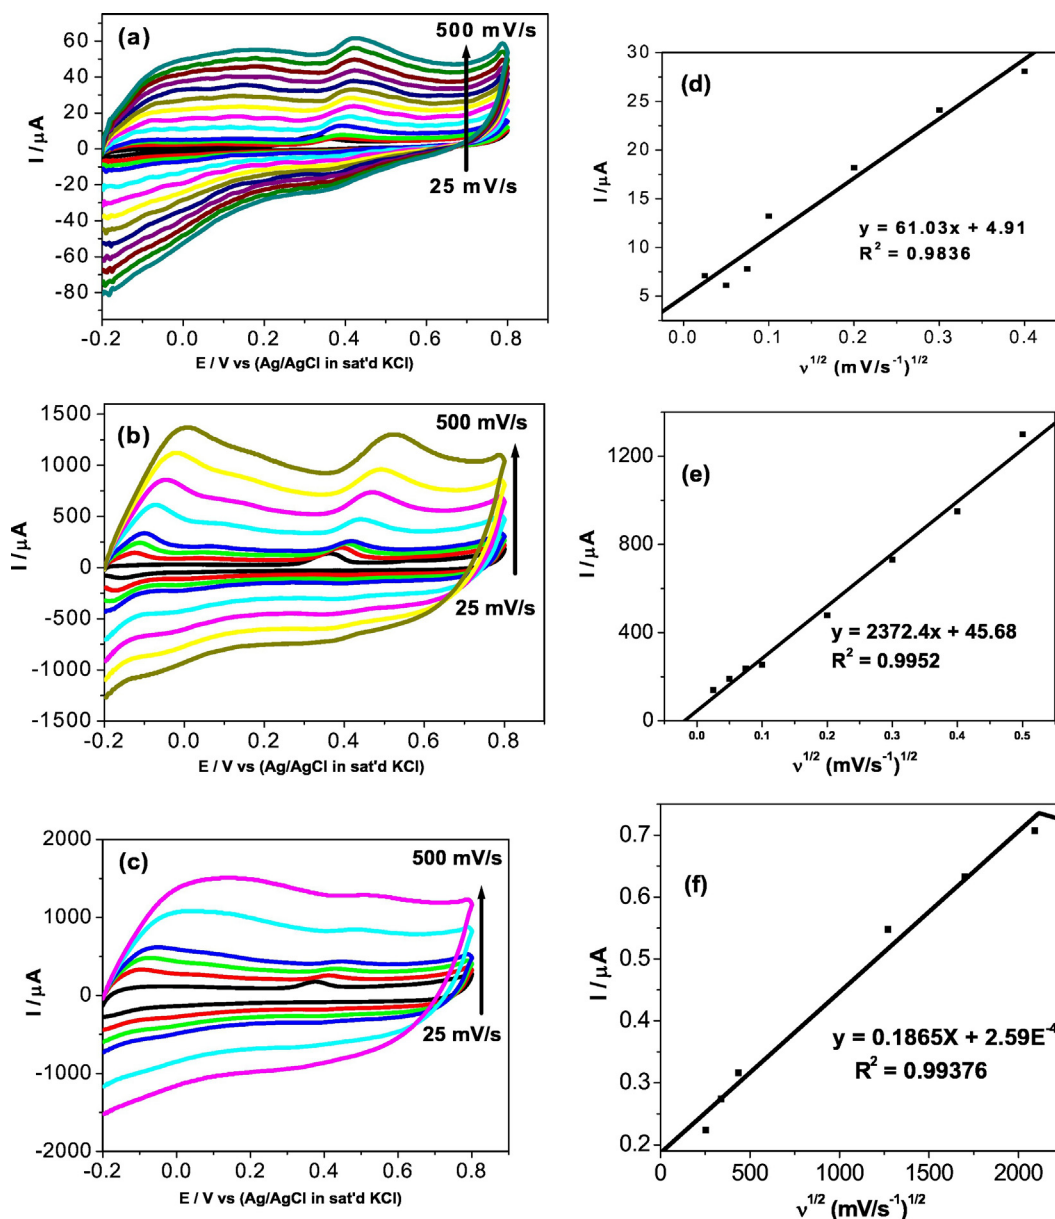 (a)
500 mV/s
25 mV/s
I /µA
60
40
20
0
-20
-40
-60
-80
-0.2 0.0 0.2 0.4 0.6 0.8
E / V vs (Ag/AgCl in sat'd KCl)
(d)
I /µA
30
25
20
15
10
5
y = 61.03x + 4.91
R² = 0.9836
0.0 0.1 0.2 0.3 0.4
ν^1/2 (mV/s⁻¹)^1/2
(b)
500 mV/s
25 mV/s
I /µA
1500
1000
500
0
-500
-1000
-1500
-0.2 0.0 0.2 0.4 0.6 0.8
E / V vs (Ag/AgCl in sat'd KCl)
(e)
I /µA
1200
800
400
0
y = 2372.4x + 45.68
R² = 0.9952
0.0 0.1 0.2 0.3 0.4 0.5
ν^1/2 (mV/s⁻¹)^1/2
(c)
500 mV/s
25 mV/s
I /µA
2000
1000
0
-1000
-2000
-0.2 0.0 0.2 0.4 0.6 0.8
E / V vs (Ag/AgCl in sat'd KCl)
(f)
I /µA
0.7
0.6
0.5
0.4
0.3
0.2
y = 0.1865X + 2.59E⁻⁴
R² = 0.99376
0 500 1000 1500 2000
ν^1/2 (mV/s⁻¹)^1/2